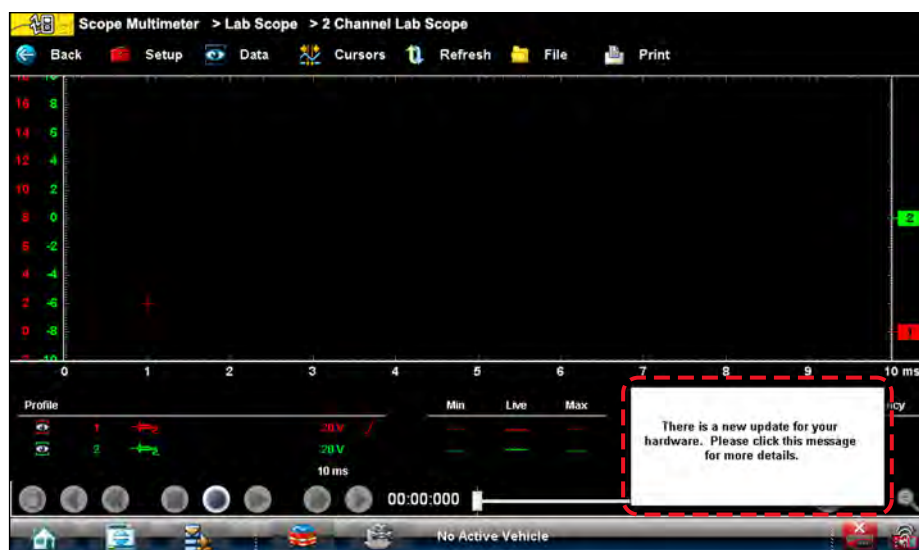 Scope Multimeter > Lab Scope > 2 Channel Lab Scope
Back Setup Data Cursors Refresh File Print
16 8
14 6
12 4
10 2
8 0 2
6 -2
4 -4
2 -6
0 -8 1
-10
0 1 2 3 4 5 6 7 8 9 10 ms
Profile Min Live Max
1 20 V
2 20 V
10 ms
There is a new update for your
hardware. Please click this message
for more details.
00:00:000
No Active Vehicle